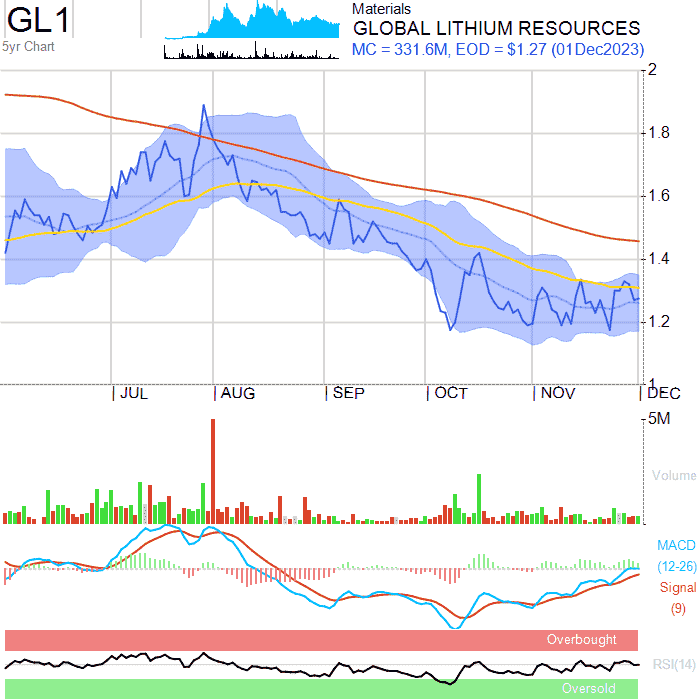 GL1
5yr Chart
Materials
GLOBAL LITHIUM RESOURCES
MC = 331.6M, EOD = $1.27 (01Dec2023)
2
1.8
1.6
1.4
1.2
1
JUL AUG SEP OCT NOV DEC
5M
Volume
MACD
(12-26)
Signal
(9)
Overbought
RSI(14)
Oversold